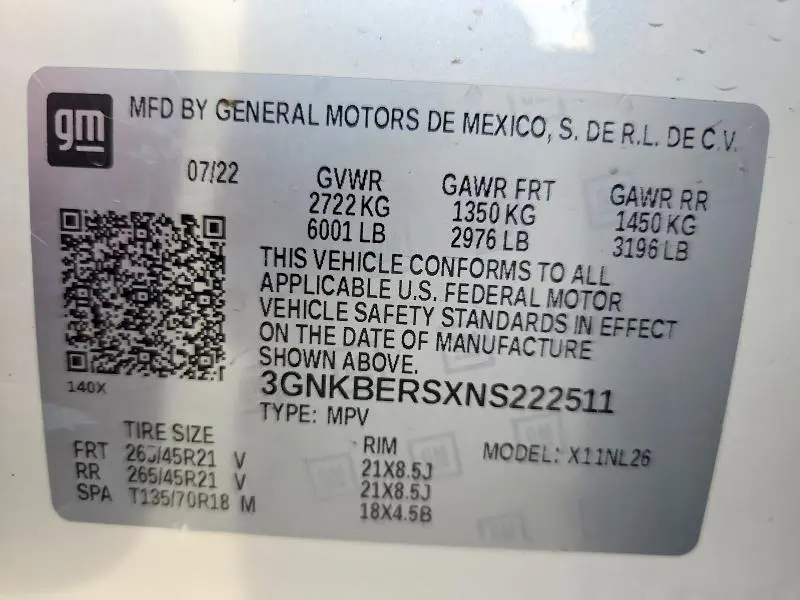 gm
MFD BY GENERAL MOTORS DE MEXICO, S. DE R.L. DE C.V.
07/22 GVWR GAWR FRT GAWR RR
2722 KG 1350 KG 1450 KG
6001 LB 2976 LB 3196 LB
THIS VEHICLE CONFORMS TO ALL
APPLICABLE U.S. FEDERAL MOTOR
VEHICLE SAFETY STANDARDS IN EFFECT
ON THE DATE OF MANUFACTURE
SHOWN ABOVE.
140X
3GNKBERSXNS222511
TYPE: MPV
TIRE SIZE RIM MODEL: X11NL26
FRT 265/45R21 V 21X8.5J
RR 265/45R21 V 21X8.5J
SPA T135/70R18 M 18X4.5B